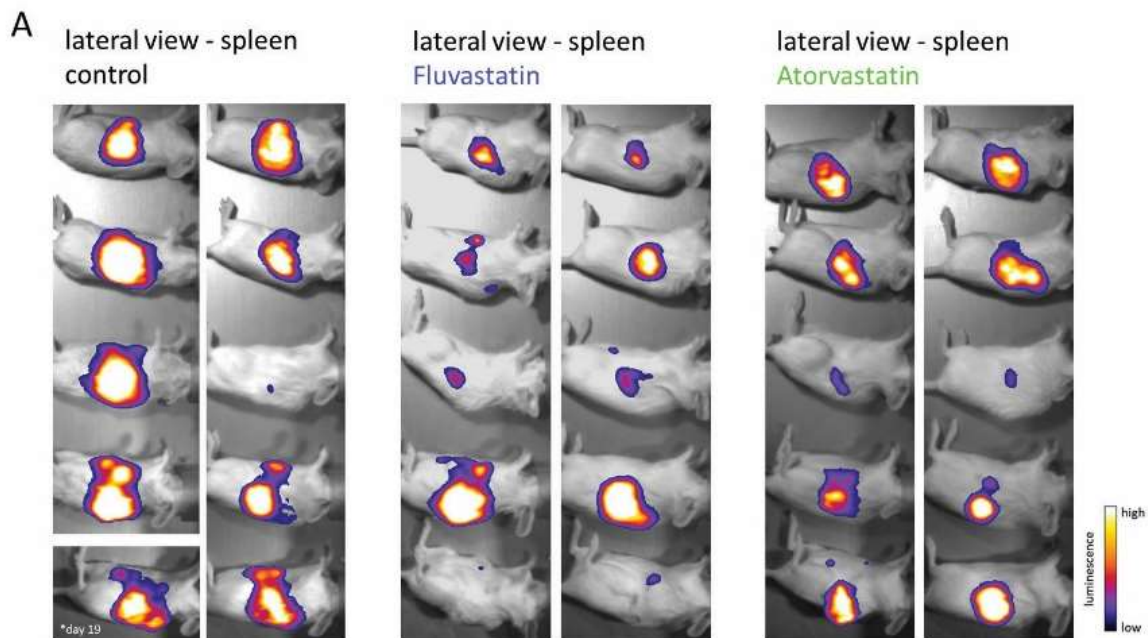 A
lateral view - spleen
control
lateral view - spleen
Fluvastatin
lateral view - spleen
Atorvastatin
*day 19
luminescence
high
low